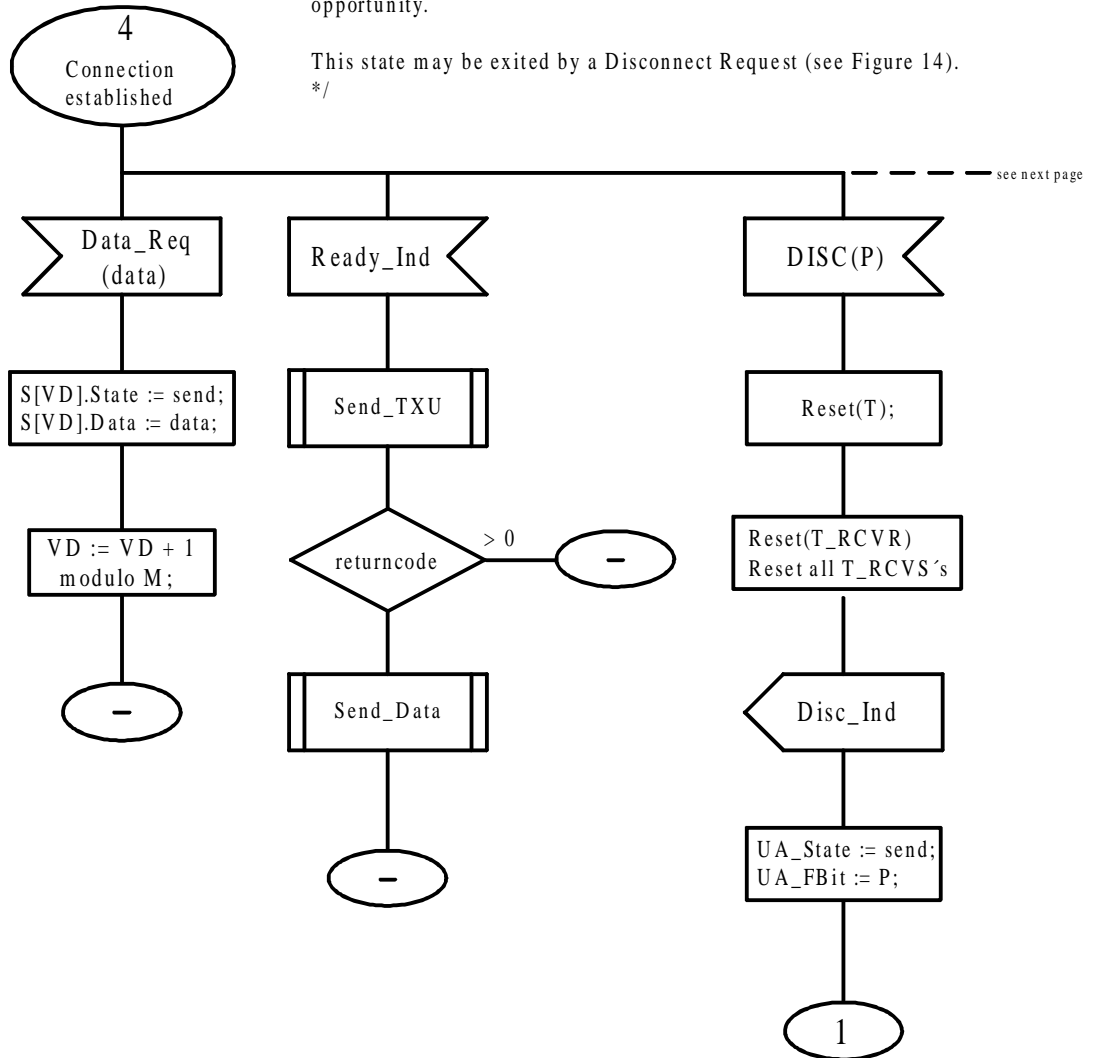 opportunity.
This state may be exited by a Disconnect Request (see Figure 14).
*/
4
Connection
established
see next page
Data_Req
(data)
Ready_Ind
DISC(P)
S[VD].State := send;
S[VD].Data := data;
Send_TXU
Reset(T);
VD := VD + 1
modulo M;
returncode
> 0
–
Reset(T_RCVR)
Reset all T_RCVS´s
–
Send_Data
Disc_Ind
–
UA_State := send;
UA_FBit := P;
1